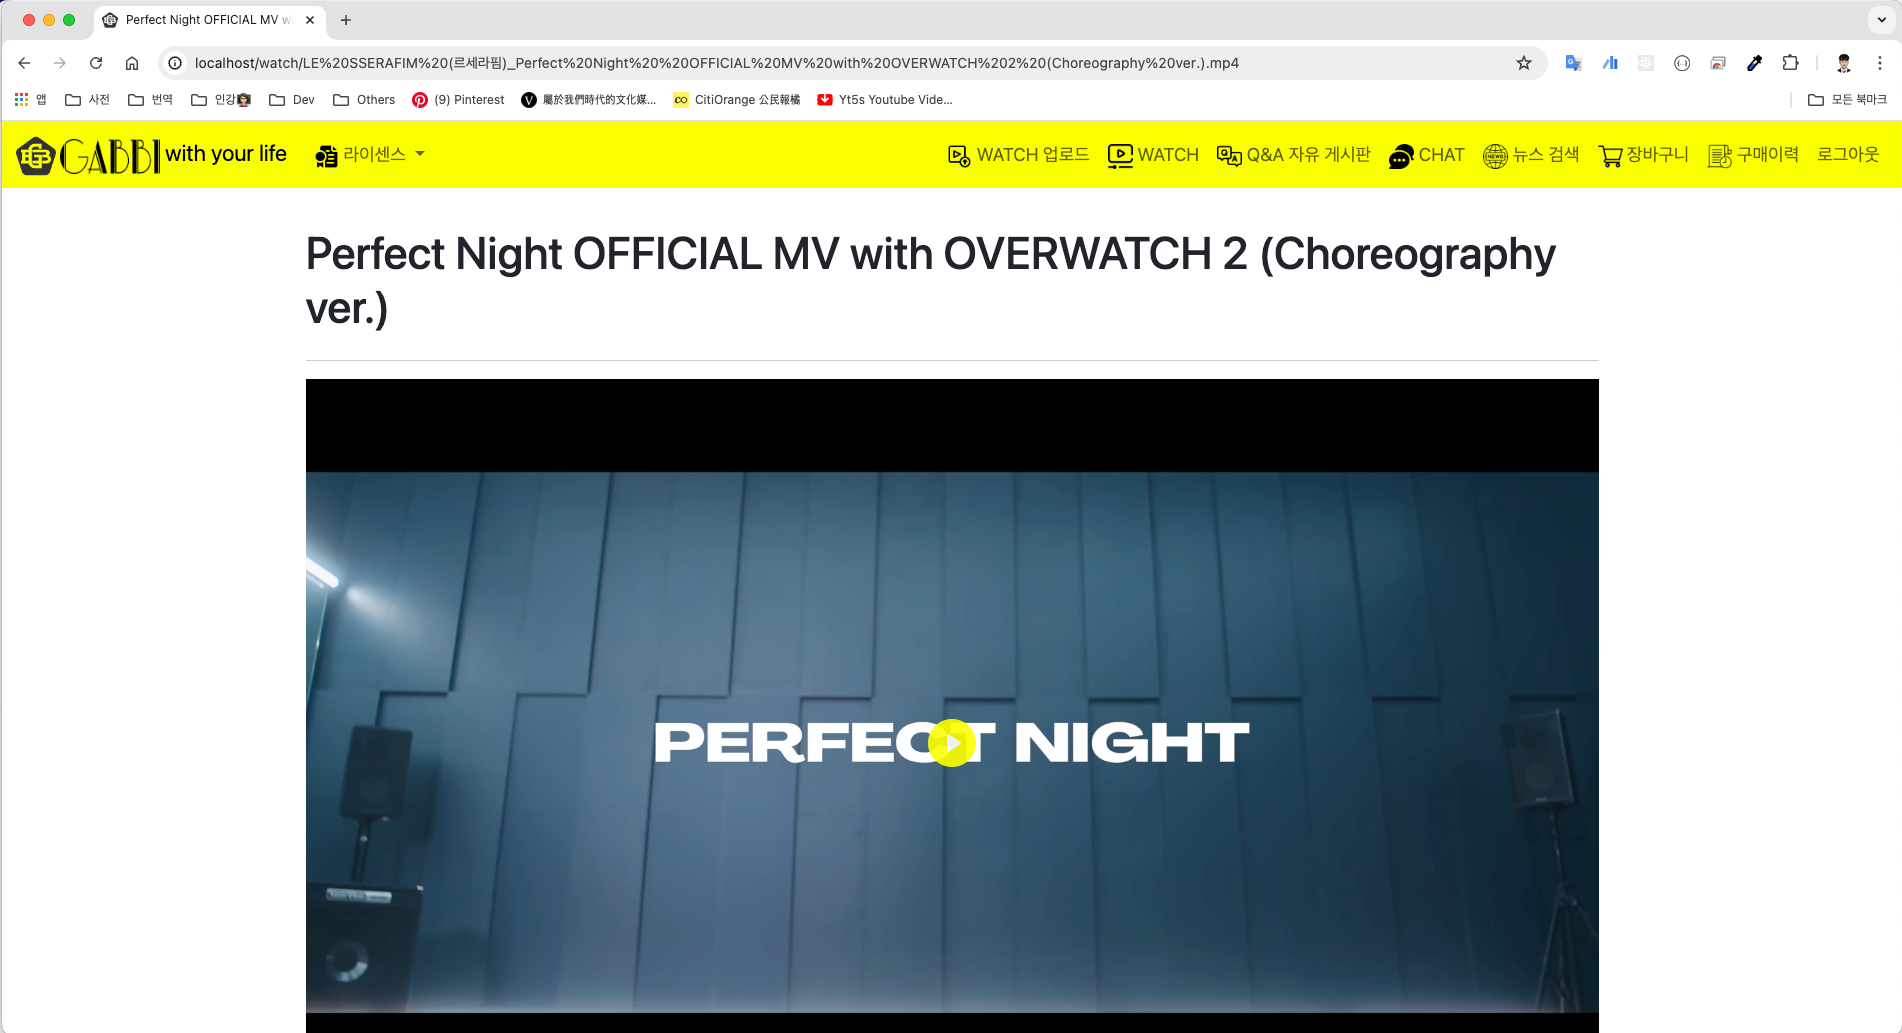 Perfect Night OFFICIAL MV wi
localhost/watch/LE%20SSERAFIM%20(르세라핌)_Perfect%20Night%20%20OFFICIAL%20MV%20with%20OVERWATCH%202%20(Choreography%20ver.).mp4
앱 사전 번역 인강👩🏻‍🏫 Dev Others (9) Pinterest 屬於我們時代的文化媒... CitiOrange 公民報橘 Yt5s Youtube Vide... 모든 북마크
GABBI with your life 라이센스 WATCH 업로드 WATCH Q&A 자유 게시판 CHAT 뉴스 검색 장바구니 구매이력 로그아웃
Perfect Night OFFICIAL MV with OVERWATCH 2 (Choreography
ver.)
PERFECT NIGHT